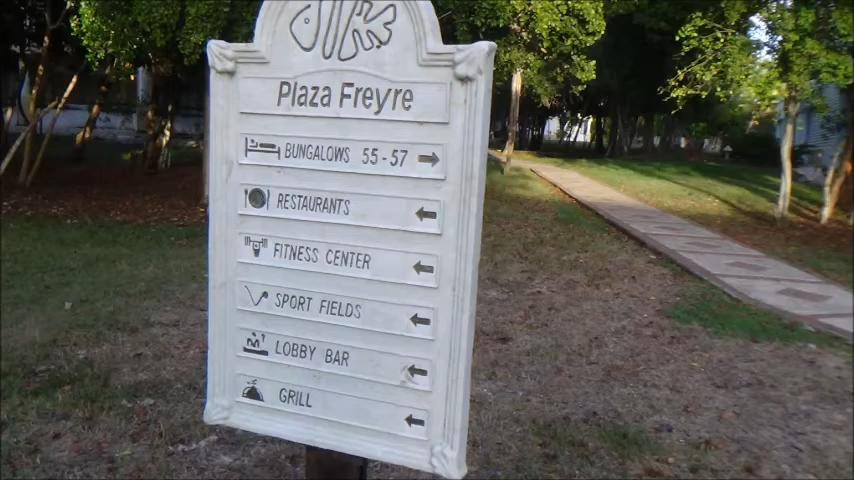 Plaza Freyre
BUNGALOWS 55-57
RESTAURANTS
FITNESS CENTER
SPORT FIELDS
LOBBY BAR
GRILL